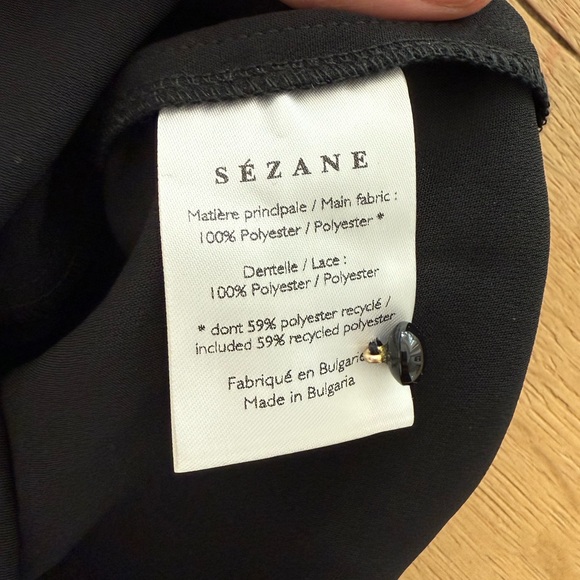 SÉZANE
Matière principale / Main fabric :
100% Polyester / Polyester *
Dentelle / Lace :
100% Polyester / Polyester
* dont 59% polyester recyclé /
included 59% recycled polyester
Fabriqué en Bulgarie
Made in Bulgaria